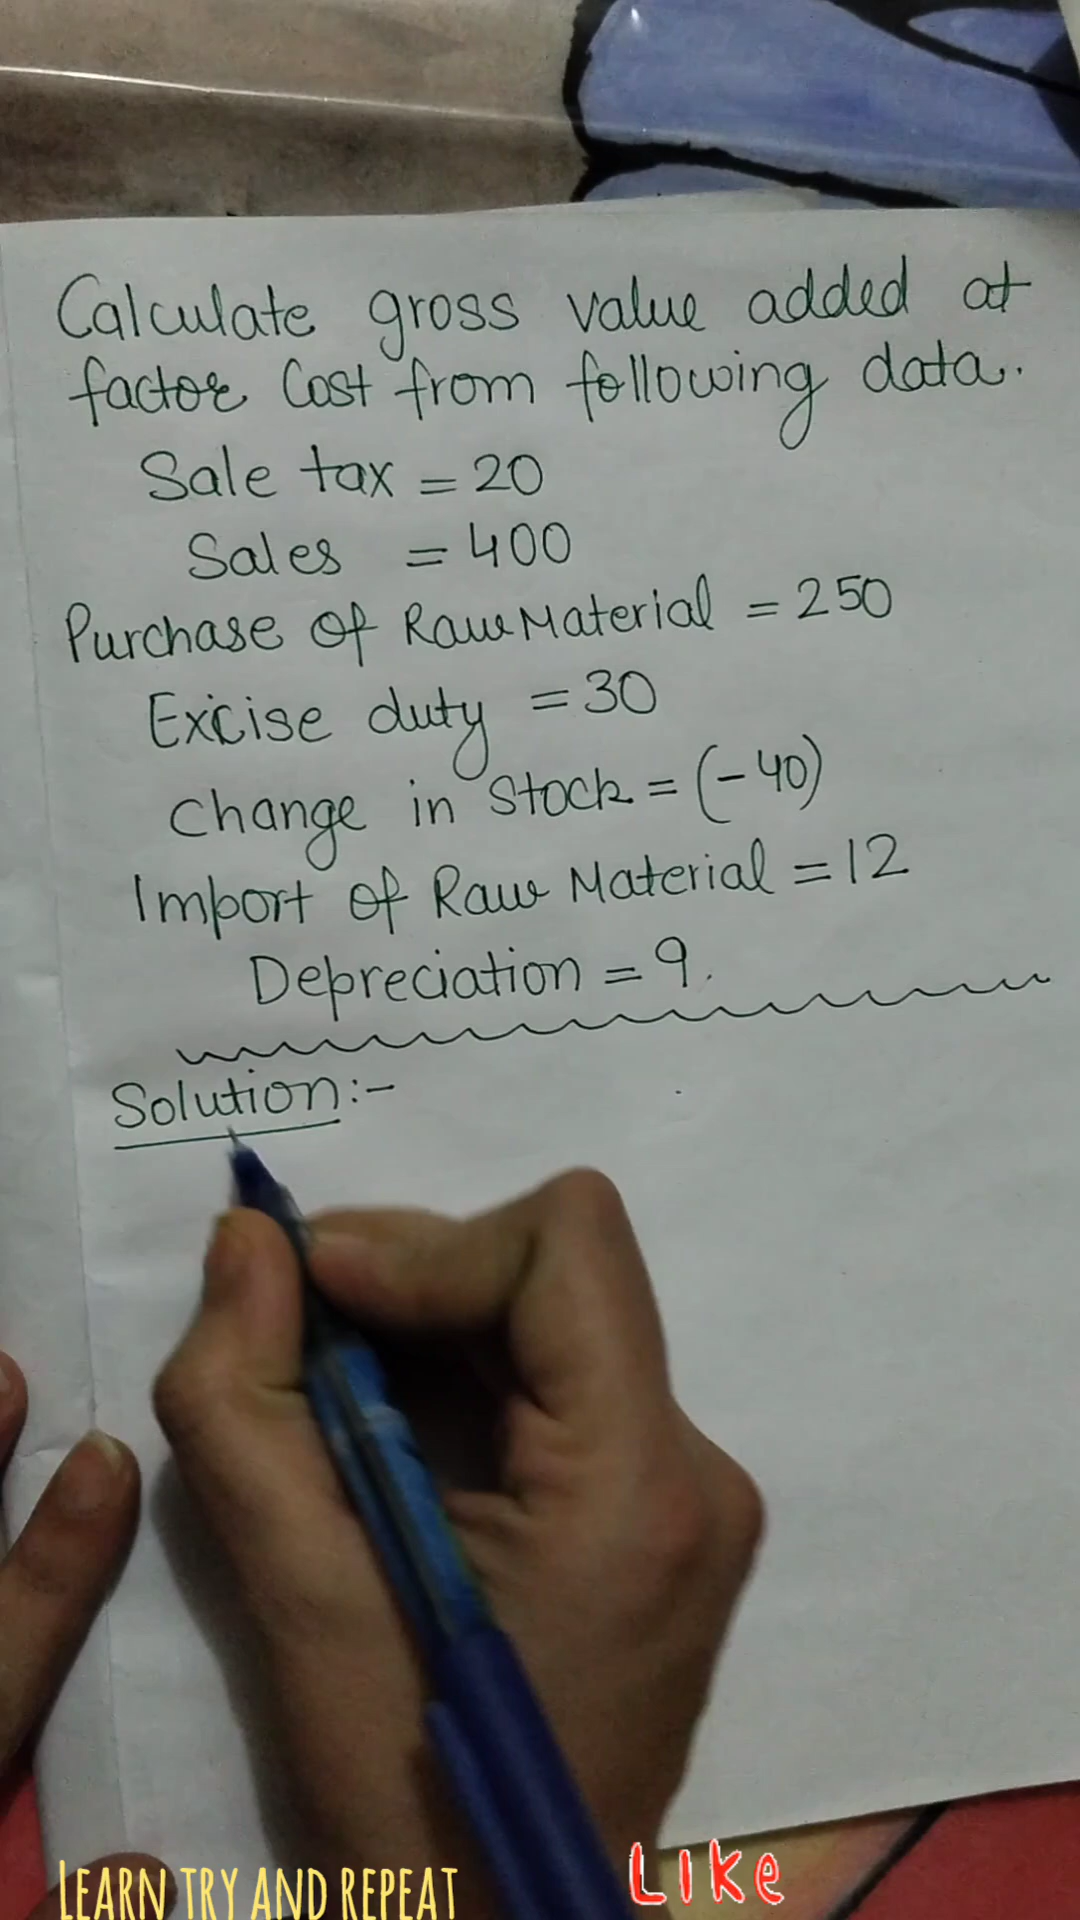 Calculate gross value added at
factor Cost from following data.
Sale tax = 20
Sales = 400
Purchase of Raw Material = 250
Excise duty = 30
Change in Stock = (-40)
Import of Raw Material = 12
Depreciation = 9.
Solution:-
LEARN TRY AND REPEAT
LIKE